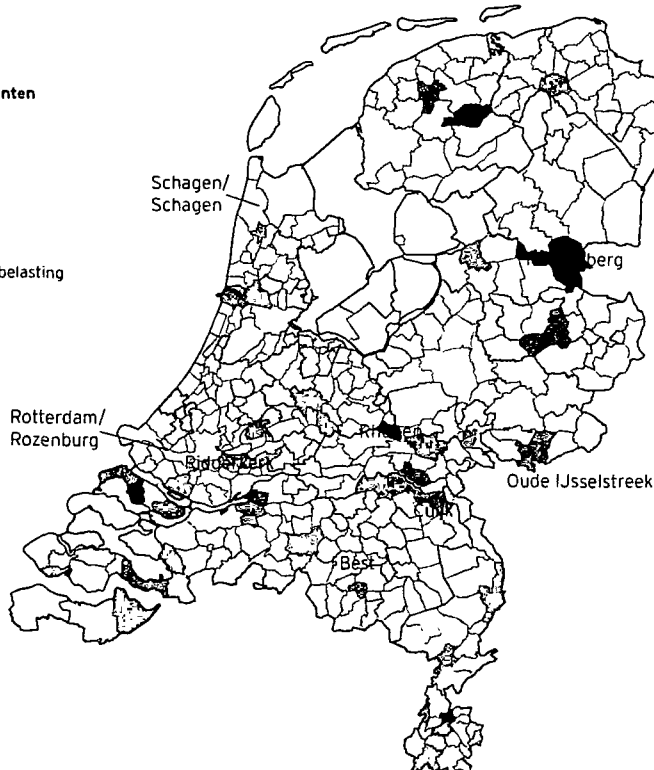 nten
Schagen/
Schagen
belasting
berg
Rotterdam/
Rozenburg
Ridderkerk
Oude IJsselstreek
Cuijk
Best